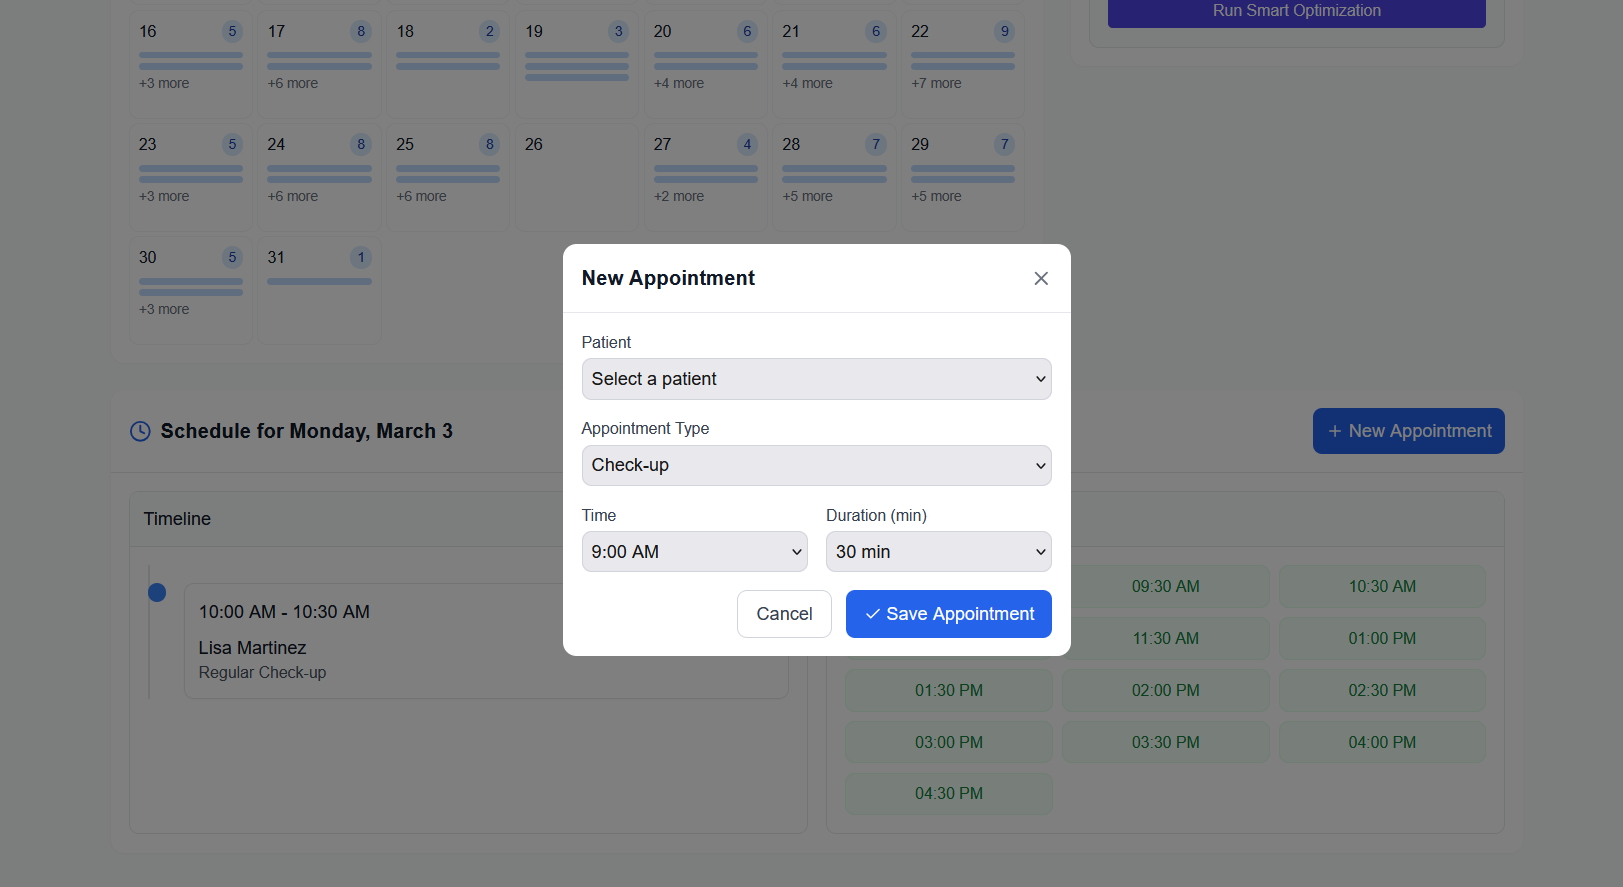 Run Smart Optimization
16 5 17 8 18 2 19 3 20 6 21 6 22 9
+3 more +6 more +4 more +4 more +7 more
23 5 24 8 25 8 26 27 4 28 7 29 7
+3 more +6 more +6 more +2 more +5 more +5 more
30 5 31 1
+3 more
New Appointment
Patient
Select a patient
Appointment Type
Check-up
Time Duration (min)
9:00 AM 30 min
Cancel Save Appointment
Schedule for Monday, March 3
+ New Appointment
Timeline
10:00 AM - 10:30 AM
Lisa Martinez
Regular Check-up
09:30 AM 10:30 AM
11:30 AM 01:00 PM
01:30 PM 02:00 PM 02:30 PM
03:00 PM 03:30 PM 04:00 PM
04:30 PM